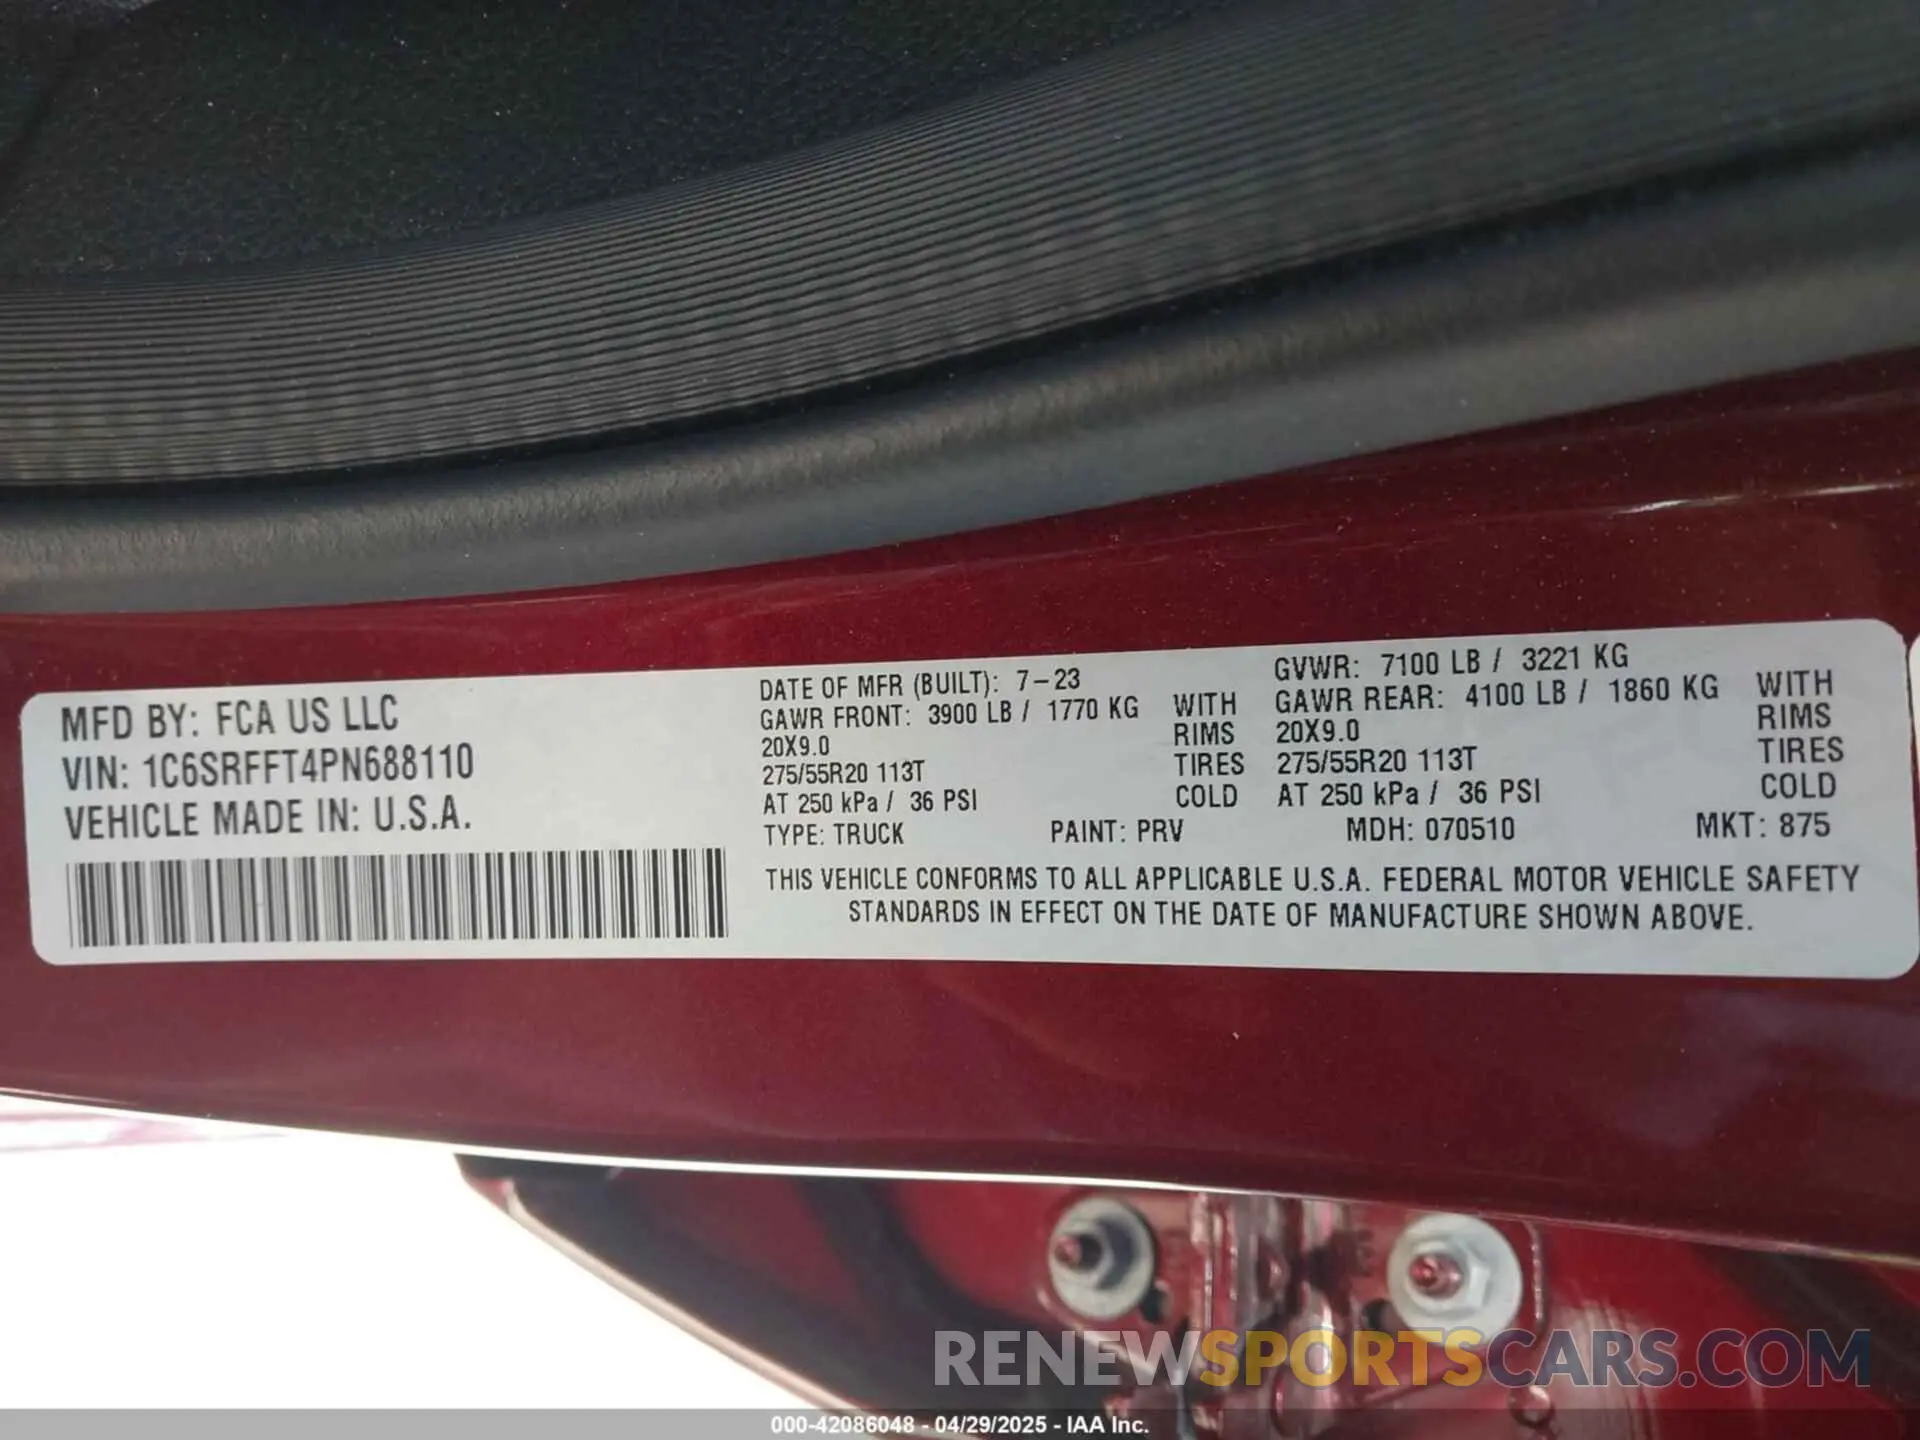 MFD BY: FCA US LLC
VIN: 1C6SRFFT4PN688110
VEHICLE MADE IN: U.S.A.
DATE OF MFR (BUILT): 7-23
GAWR FRONT: 3900 LB / 1770 KG WITH
20X9.0 RIMS
275/55R20 113T TIRES
AT 250 kPa / 36 PSI COLD
GVWR: 7100 LB / 3221 KG
GAWR REAR: 4100 LB / 1860 KG WITH
20X9.0 RIMS
275/55R20 113T TIRES
AT 250 kPa / 36 PSI COLD
TYPE: TRUCK PAINT: PRV MDH: 070510 MKT: 875
THIS VEHICLE CONFORMS TO ALL APPLICABLE U.S.A. FEDERAL MOTOR VEHICLE SAFETY
STANDARDS IN EFFECT ON THE DATE OF MANUFACTURE SHOWN ABOVE.
RENEWSPORTSCARS.COM
000-42086048 - 04/29/2025 - IAA Inc.